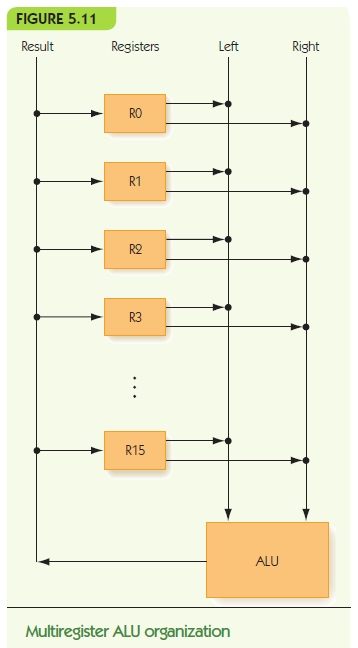 FIGURE 5.11
Result Registers Left Right
R0
R1
R2
R3
R15
ALU
Multiregister ALU organization